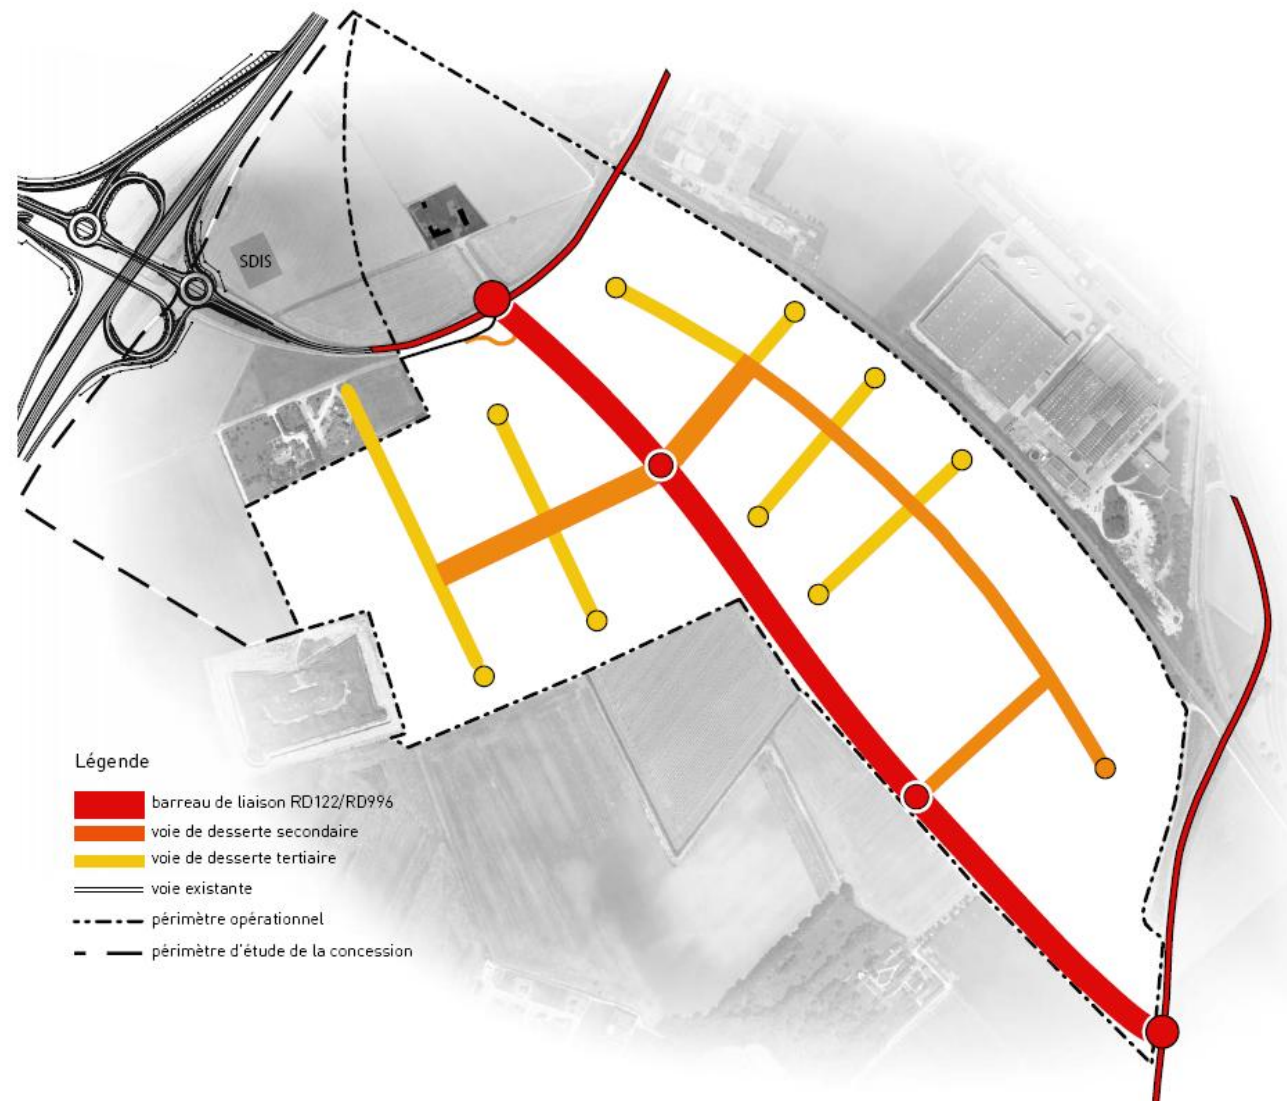 SDIS
Légende
barreau de liaison RD122/RD996
voie de desserte secondaire
voie de desserte tertiaire
voie existante
périmètre opérationnel
périmètre d'étude de la concession